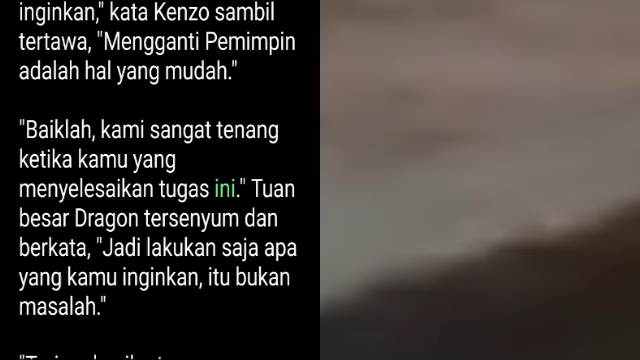 inginkan," kata Kenzo sambil
tertawa, "Mengganti Pemimpin
adalah hal yang mudah."
"Baiklah, kami sangat tenang
ketika kamu yang
menyelesaikan tugas ini." Tuan
besar Dragon tersenyum dan
berkata, "Jadi lakukan saja apa
yang kamu inginkan, itu bukan
masalah."